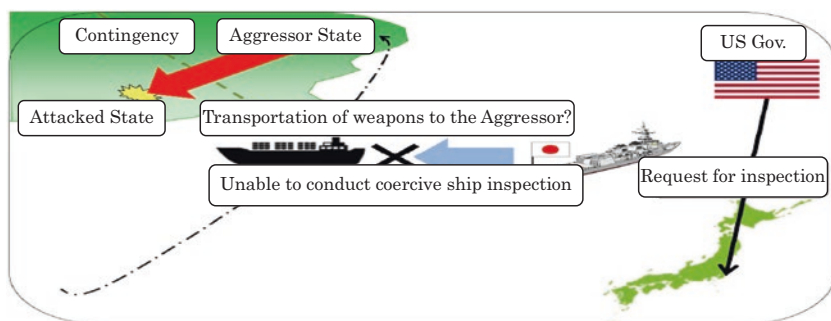 Contingency
Aggressor State
US Gov.
Attacked State
Transportation of weapons to the Aggressor?
Unable to conduct coercive ship inspection
Request for inspection